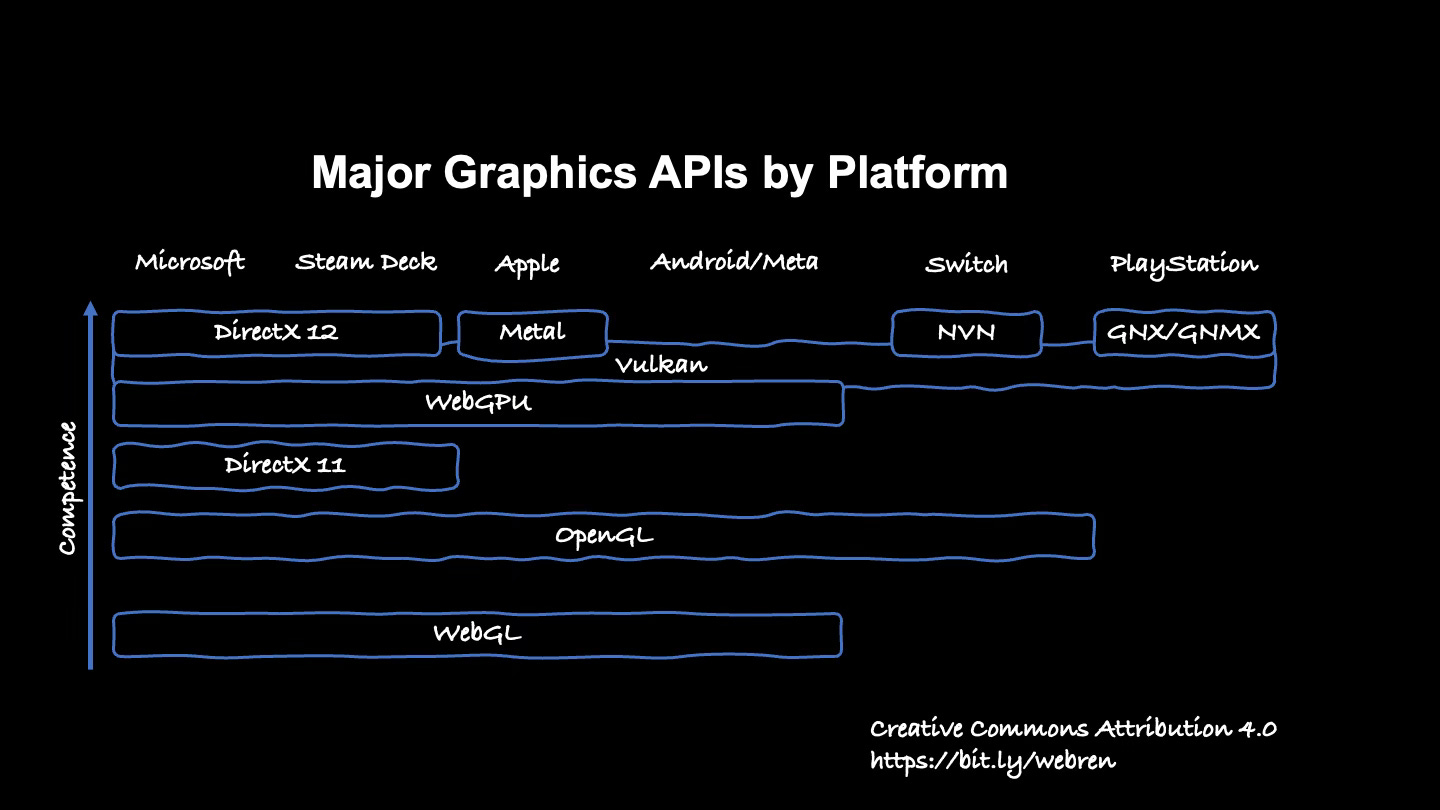 Major Graphics APIs by Platform
Microsoft
Steam Deck
Apple
Android/Meta
Switch
PlayStation
DirectX 12
Metal
NVN
GNX/GNMX
Vulkan
WebGPU
DirectX 11
Competence
OpenGL
WebGL
Creative Commons Attribution 4.0
https://bit.ly/webren